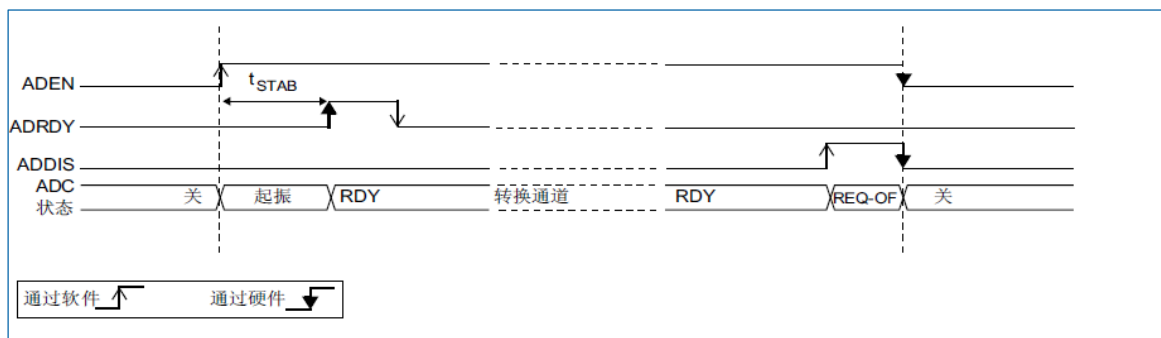 ADEN
tSTAB
ADRDY
ADDIS
ADC
状态
关 起振 RDY 转换通道 RDY REQ-OF 关
通过软件 通过硬件